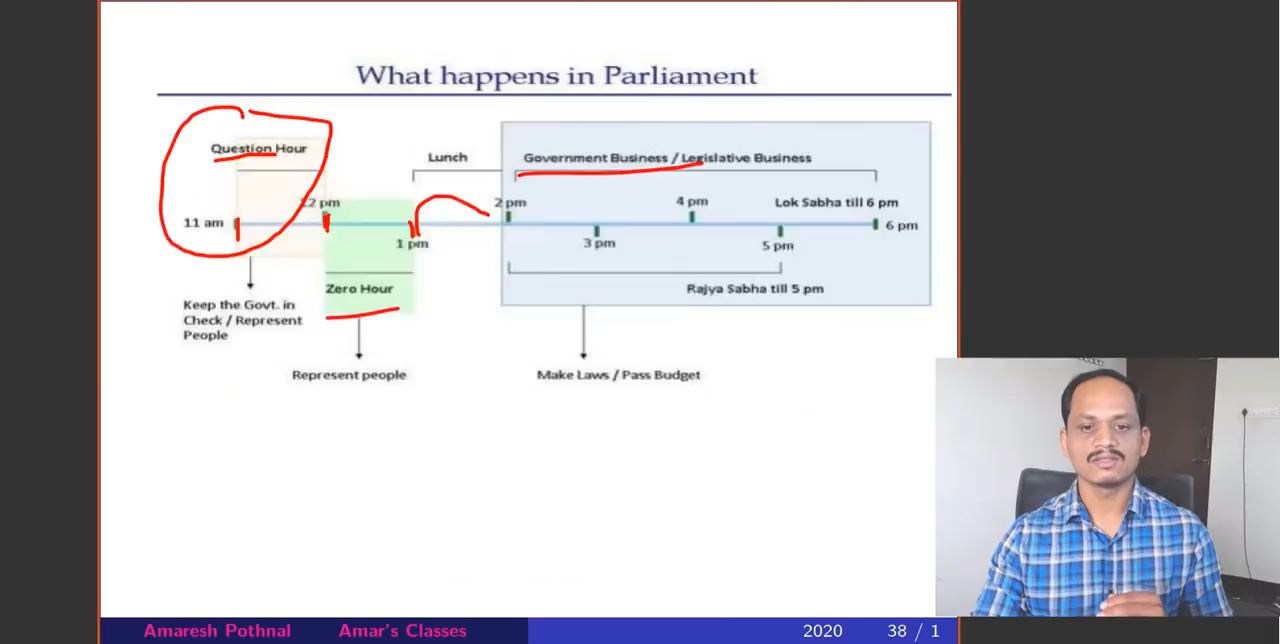 What happens in Parliament
Question Hour
Lunch
Government Business / Legislative Business
12 pm
2 pm
4 pm
Lok Sabha till 6 pm
11 am
1 pm
3 pm
5 pm
6 pm
Zero Hour
Rajya Sabha till 5 pm
Keep the Govt. in
Check / Represent
People
Represent people
Make Laws / Pass Budget
Amaresh Pothnal
Amar's Classes
2020
38 / 1